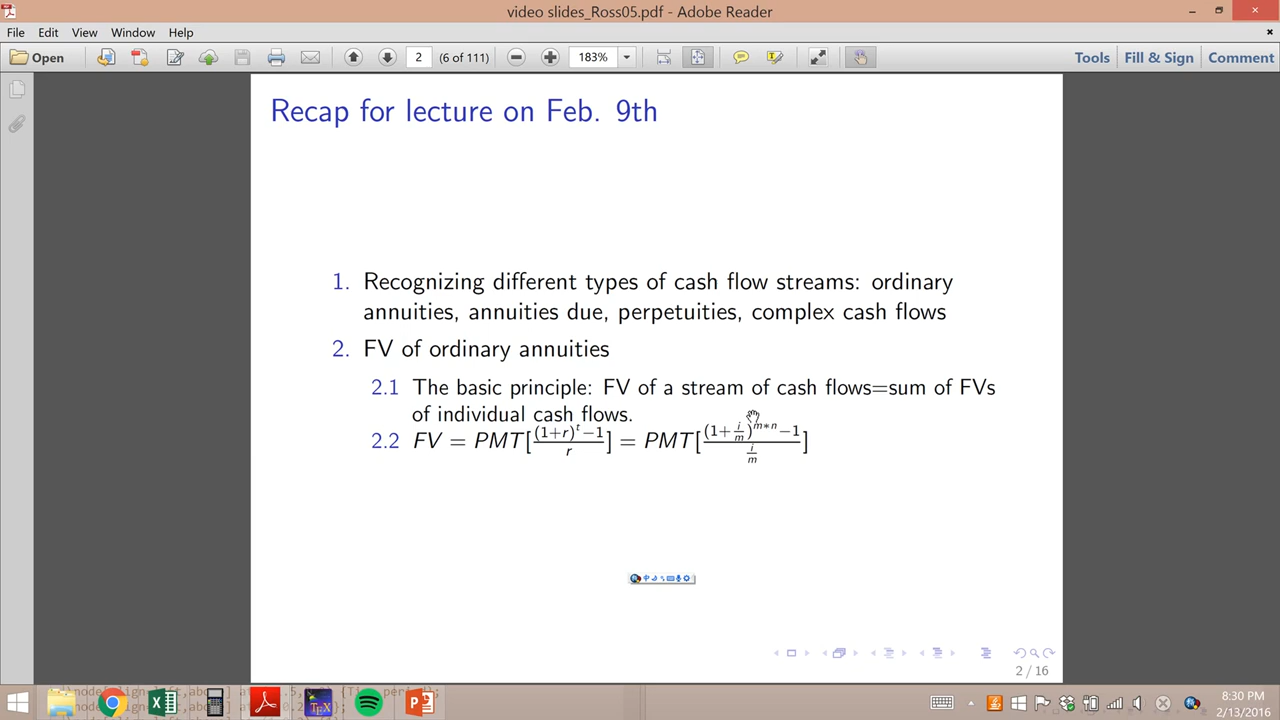 video slides_Ross05.pdf - Adobe Reader
File Edit View Window Help
Open 2 (6 of 111) 183% Tools Fill & Sign Comment
Recap for lecture on Feb. 9th
1. Recognizing different types of cash flow streams: ordinary
annuities, annuities due, perpetuities, complex cash flows
2. FV of ordinary annuities
2.1 The basic principle: FV of a stream of cash flows=sum of FVs
of individual cash flows.
2.2 FV = PMT[\frac{(1+r)^t-1}{r}] = PMT[\frac{(1+\frac{i}{m})^{m*n}-1}{\frac{i}{m}}]
2 / 16
8:30 PM
2/13/2016